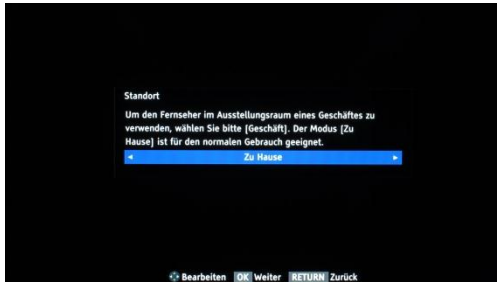 Standort
Um den Fernseher im Ausstellungsraum eines Geschäftes zu
verwenden, wählen Sie bitte [Geschäft]. Der Modus [Zu
Hause] ist für den normalen Gebrauch geeignet.
Zu Hause
Bearbeiten OK Weiter RETURN Zurück